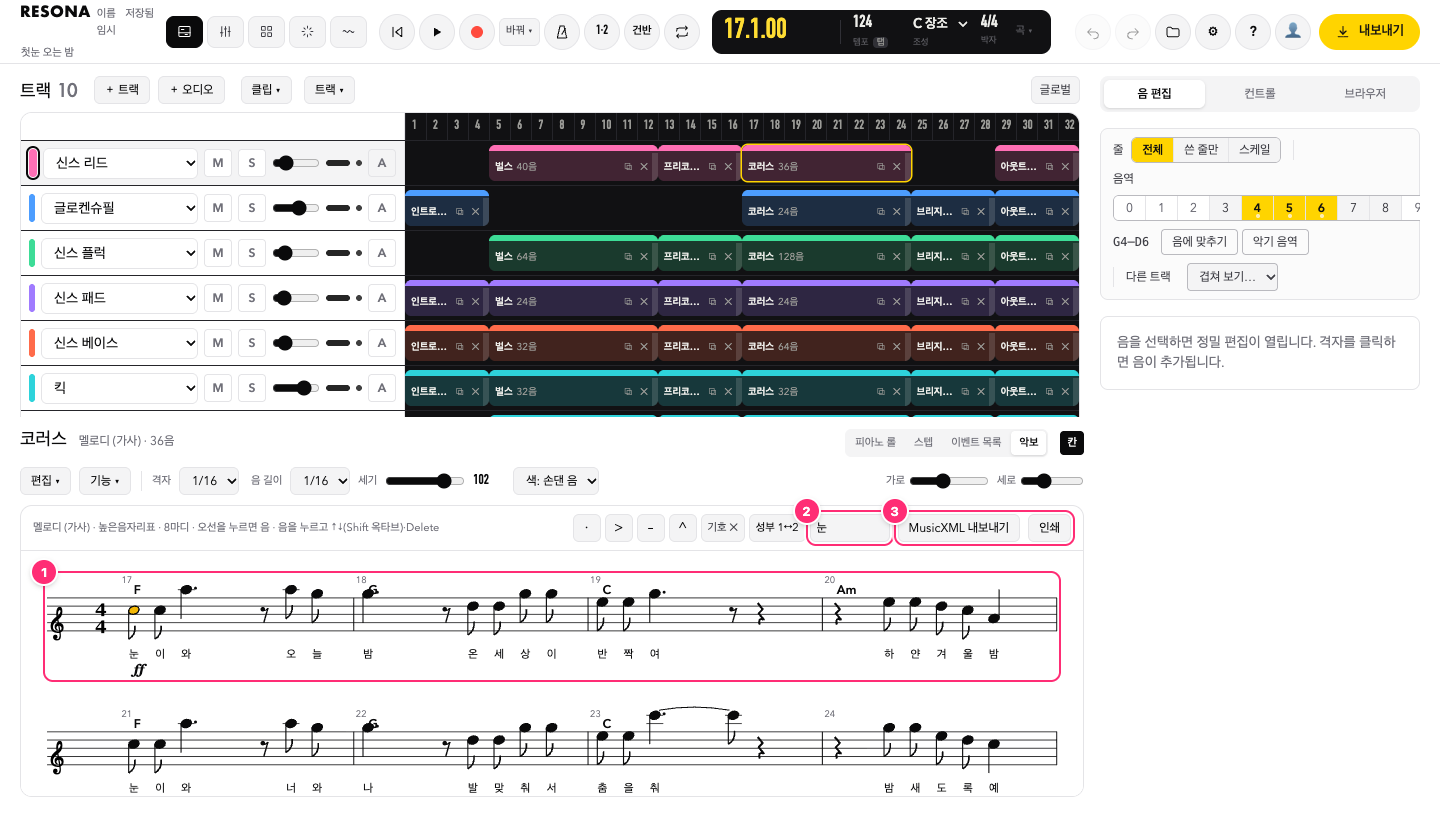 RESONA 이름 저장됨
임시
첫눈 오는 밤
바꿔 ▾
1·2
건반
17.1.00
124
템포 탭
C 장조
조성
4/4
박자
곡 ▾
?
내보내기
트랙 10
+ 트랙
+ 오디오
클립 ▾
트랙 ▾
글로벌
1 2 3 4 5 6 7 8 9 10 11 12 13 14 15 16 17 18 19 20 21 22 23 24 25 26 27 28 29 30 31 32
신스 리드 M S A
벌스 40음 프리코... 코러스 36음 아웃트...
글로켄슈필 M S A
인트로... 코러스 24음 브리지... 아웃트...
신스 플럭 M S A
벌스 64음 프리코... 코러스 128음 브리지... 아웃트...
신스 패드 M S A
인트로... 벌스 24음 프리코... 코러스 24음 브리지... 아웃트...
신스 베이스 M S A
인트로... 벌스 32음 프리코... 코러스 64음 브리지... 아웃트...
킥 M S A
인트로... 벌스 32음 프리코... 코러스 32음 브리지... 아웃트...
코러스 멜로디 (가사) · 36음
피아노 롤 스텝 이벤트 목록 악보 칸
편집 ▾ 기능 ▾ 격자 1/16 음 길이 1/16 세기 102 색: 손댄 음 가로 세로
멜로디 (가사) · 높은음자리표 · 8마디 · 오선을 누르면 음 · 음을 누르고 ↑↓(Shift 옥타브)·Delete
· > – ^ 기호 ✕ 성부 1↔2 2 눈 3 MusicXML 내보내기 인쇄
1
17 18 19 20
F G C Am
4
4
눈 이 와 오 늘 밤 온 세 상 이 반 짝 여 하 얀 겨 울 밤
ff
21 22 23 24
F G C
눈 이 와 너 와 나 발 맞 춰 서 춤 을 춰 밤 새 도 록 예
음 편집 컨트롤 브라우저
줄 전체 쓴 줄만 스케일
음역
0 1 2 3 4 5 6 7 8 9
G4–D6 음에 맞추기 악기 음역
다른 트랙 겹쳐 보기...
음을 선택하면 정밀 편집이 열립니다. 격자를 클릭하
면 음이 추가됩니다.